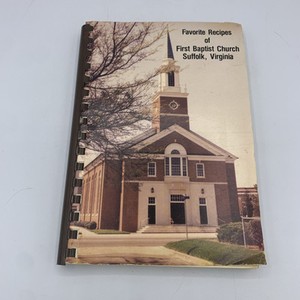 Favorite Recipes
of
First Baptist Church
Suffolk, Virginia